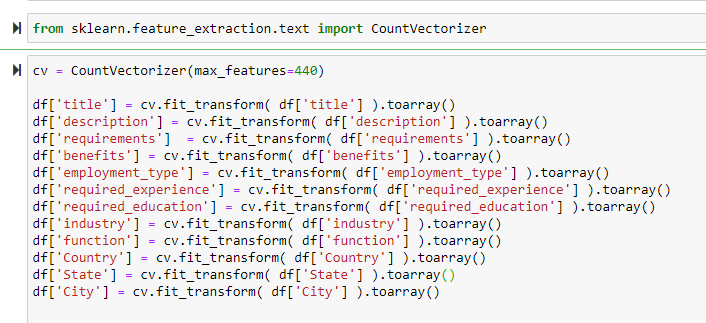 from sklearn.feature_extraction.text import CountVectorizer
cv = CountVectorizer(max_features=440)
df['title'] = cv.fit_transform( df['title'] ).toarray()
df['description'] = cv.fit_transform( df['description'] ).toarray()
df['requirements']  = cv.fit_transform( df['requirements'] ).toarray()
df['benefits'] = cv.fit_transform( df['benefits'] ).toarray()
df['employment_type'] = cv.fit_transform( df['employment_type'] ).toarray()
df['required_experience'] = cv.fit_transform( df['required_experience'] ).toarray()
df['required_education'] = cv.fit_transform( df['required_education'] ).toarray()
df['industry'] = cv.fit_transform( df['industry'] ).toarray()
df['function'] = cv.fit_transform( df['function'] ).toarray()
df['Country'] = cv.fit_transform( df['Country'] ).toarray()
df['State'] = cv.fit_transform( df['State'] ).toarray()
df['City'] = cv.fit_transform( df['City'] ).toarray()